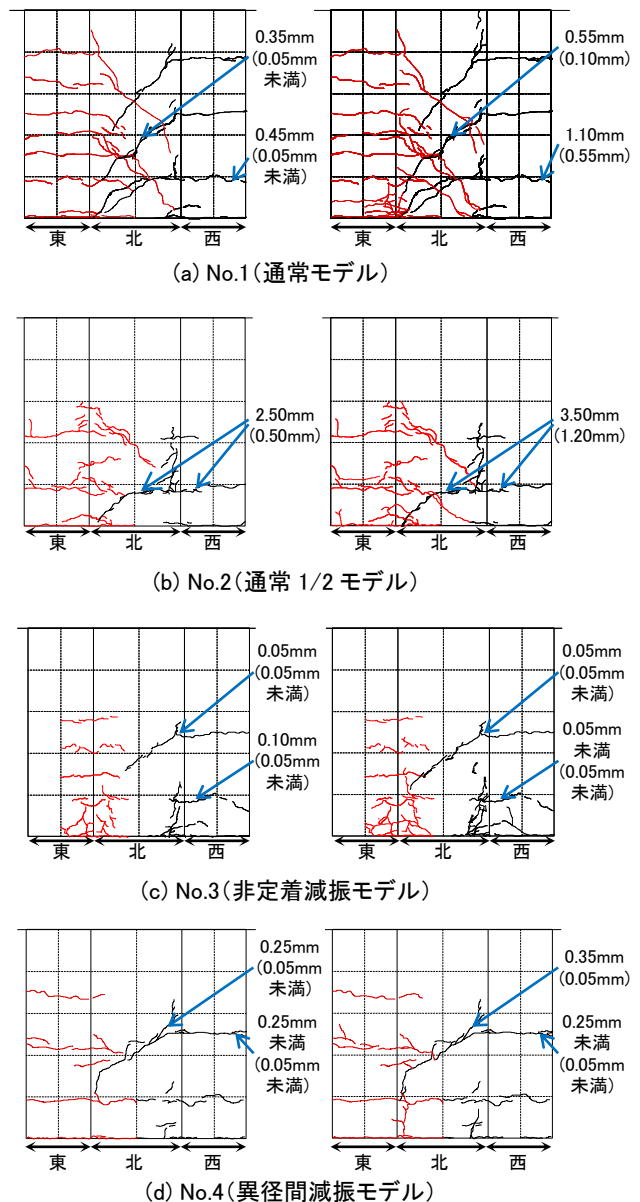 0.35mm
(0.05mm
未満)
0.45mm
(0.05mm
未満)
東 北 西
0.55mm
(0.10mm)
1.10mm
(0.55mm)
東 北 西
(a) No.1(通常モデル)
2.50mm
(0.50mm)
東 北 西
3.50mm
(1.20mm)
東 北 西
(b) No.2(通常 1/2 モデル)
0.05mm
(0.05mm
未満)
0.10mm
(0.05mm
未満)
東 北 西
0.05mm
(0.05mm
未満)
0.05mm
未満
(0.05mm
未満)
東 北 西
(c) No.3(非定着減振モデル)
0.25mm
(0.05mm
未満)
0.25mm
未満
(0.05mm
未満)
東 北 西
0.35mm
(0.05mm)
0.25mm
未満
(0.05mm
未満)
東 北 西
(d) No.4(異径間減振モデル)